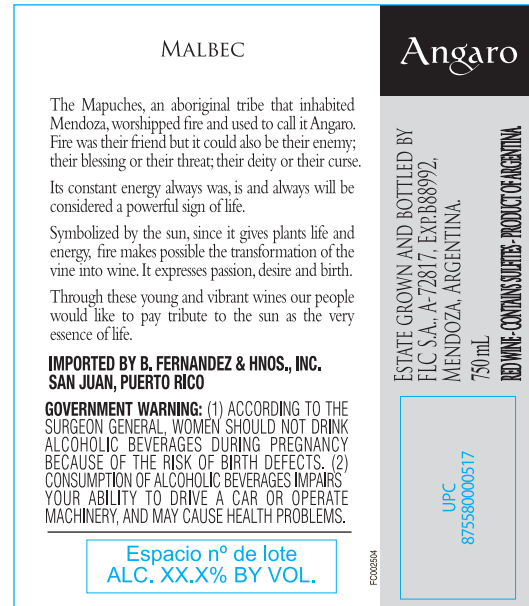 MALBEC
The Mapuches, an aboriginal tribe that inhabited
Mendoza, worshipped fire and used to call it Angaro.
Fire was their friend but it could also be their enemy;
their blessing or their threat; their deity or their curse.
Its constant energy always was, is and always will be
considered a powerful sign of life.
Symbolized by the sun, since it gives plants life and
energy, fire makes possible the transformation of the
vine into wine. It expresses passion, desire and birth.
Through these young and vibrant wines our people
would like to pay tribute to the sun as the very
essence of life.
IMPORTED BY B. FERNANDEZ & HNOS., INC.
SAN JUAN, PUERTO RICO
GOVERNMENT WARNING: (1) ACCORDING TO THE
SURGEON GENERAL, WOMEN SHOULD NOT DRINK
ALCOHOLIC BEVERAGES DURING PREGNANCY
BECAUSE OF THE RISK OF BIRTH DEFECTS. (2)
CONSUMPTION OF ALCOHOLIC BEVERAGES IMPAIRS
YOUR ABILITY TO DRIVE A CAR OR OPERATE
MACHINERY, AND MAY CAUSE HEALTH PROBLEMS.
Espacio nº de lote
ALC. XX.X% BY VOL.
FC002504
Angaro
ESTATE GROWN AND BOTTLED BY
FLC S.A., A-72817, EXP.B88992,
MENDOZA, ARGENTINA.
750 mL
RED WINE - CONTAINS SULFITES - PRODUCT OF ARGENTINA
UPC
875580000517